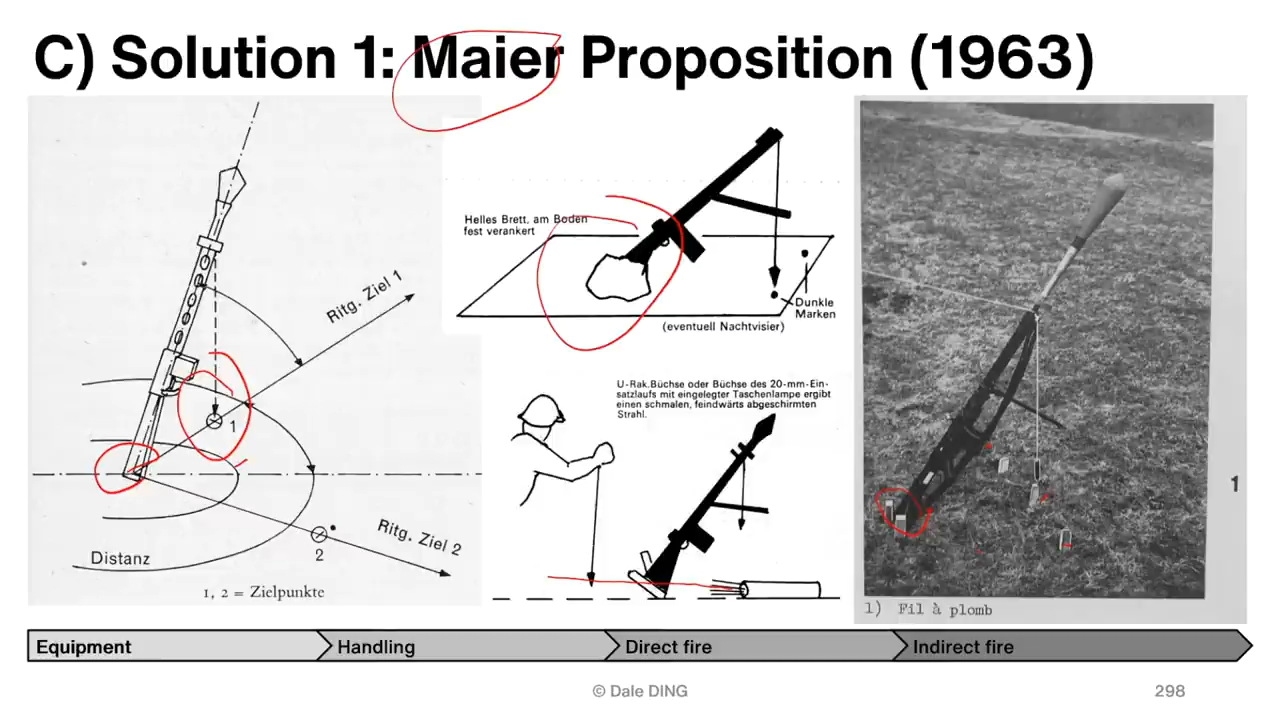 C) Solution 1: Maier Proposition (1963)
Ritg. Ziel 1
1
Ritg. Ziel 2
2
Distanz
1, 2 = Zielpunkte
Helles Brett, am Boden
fest verankert
Dunkle
Marken
(eventuell Nachtvisier)
U-Rak.Büchse oder Büchse des 20-mm-Ein-
satzlaufs mit eingelegter Taschenlampe ergibt
einen schmalen, feindwärts abgeschirmten
Strahl.
1
1) Fil à plomb
Equipment
Handling
Direct fire
Indirect fire
© Dale DING
298